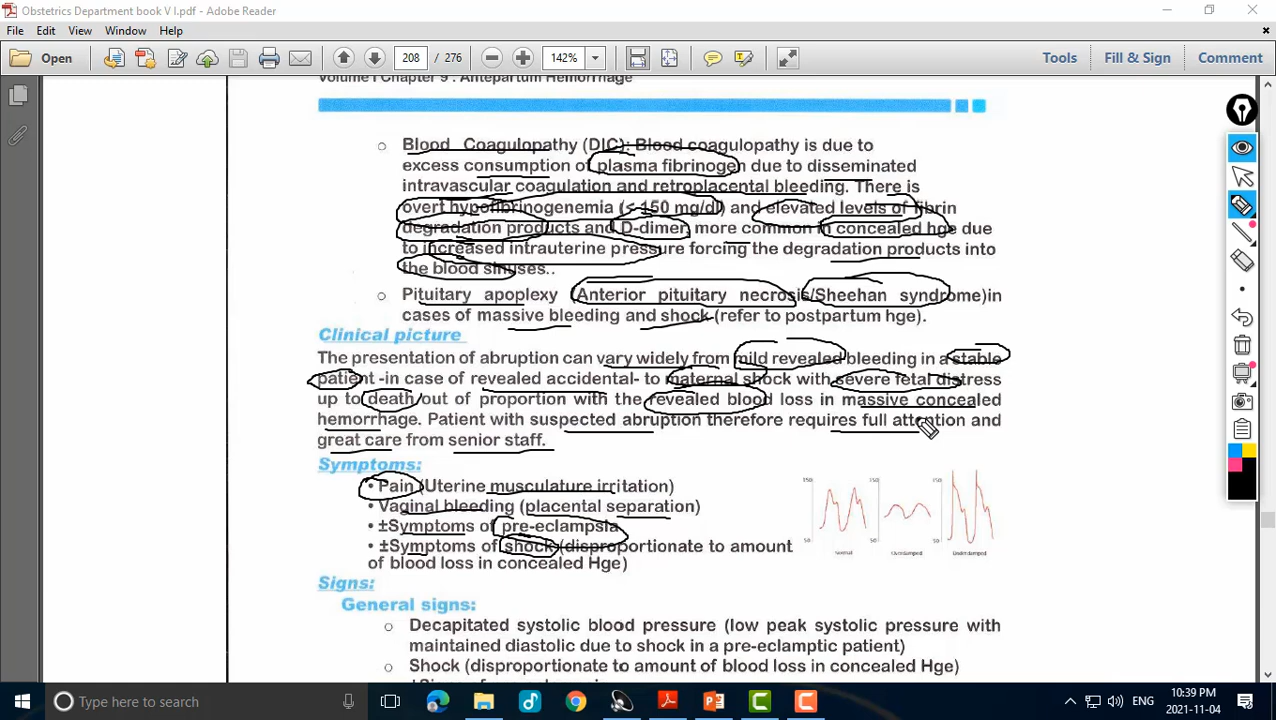 Obstetrics Department book V I.pdf - Adobe Reader
File Edit View Window Help
Open 208 / 276 142% Tools Fill & Sign Comment
Volume I Chapter 9 : Antepartum Hemorrhage
○ Blood Coagulopathy (DIC): Blood coagulopathy is due to
excess consumption of plasma fibrinogen due to disseminated
intravascular coagulation and retroplacental bleeding. There is
overt hypofibrinogenemia (< 150 mg/dl) and elevated levels of fibrin
degradation products and D-dimer, more common in concealed hge due
to increased intrauterine pressure forcing the degradation products into
the blood sinuses..
○ Pituitary apoplexy (Anterior pituitary necrosis/Sheehan syndrome)in
cases of massive bleeding and shock (refer to postpartum hge).
Clinical picture
The presentation of abruption can vary widely from mild revealed bleeding in a stable
patient -in case of revealed accidental- to maternal shock with severe fetal distress
up to death out of proportion with the revealed blood loss in massive concealed
hemorrhage. Patient with suspected abruption therefore requires full attention and
great care from senior staff.
Symptoms:
• Pain (Uterine musculature irritation)
• Vaginal bleeding (placental separation)
• ±Symptoms of pre-eclampsia
• ±Symptoms of shock (disproportionate to amount
of blood loss in concealed Hge)
150 50 50
Normal Overdamped Underdamped
Signs:
General signs:
○ Decapitated systolic blood pressure (low peak systolic pressure with
maintained diastolic due to shock in a pre-eclamptic patient)
○ Shock (disproportionate to amount of blood loss in concealed Hge)
Type here to search
ENG
10:39 PM
2021-11-04